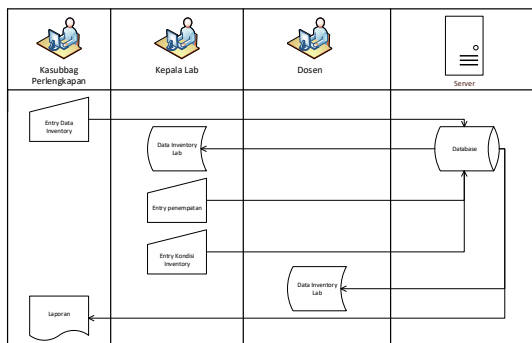 Kasubbag
Perlengkapan
Kepala Lab
Dosen
Server
Entry Data
Inventory
Data Inventory
Lab
Database
Entry penempatan
Entry Kondisi
Inventory
Data Inventory
Lab
Laporan